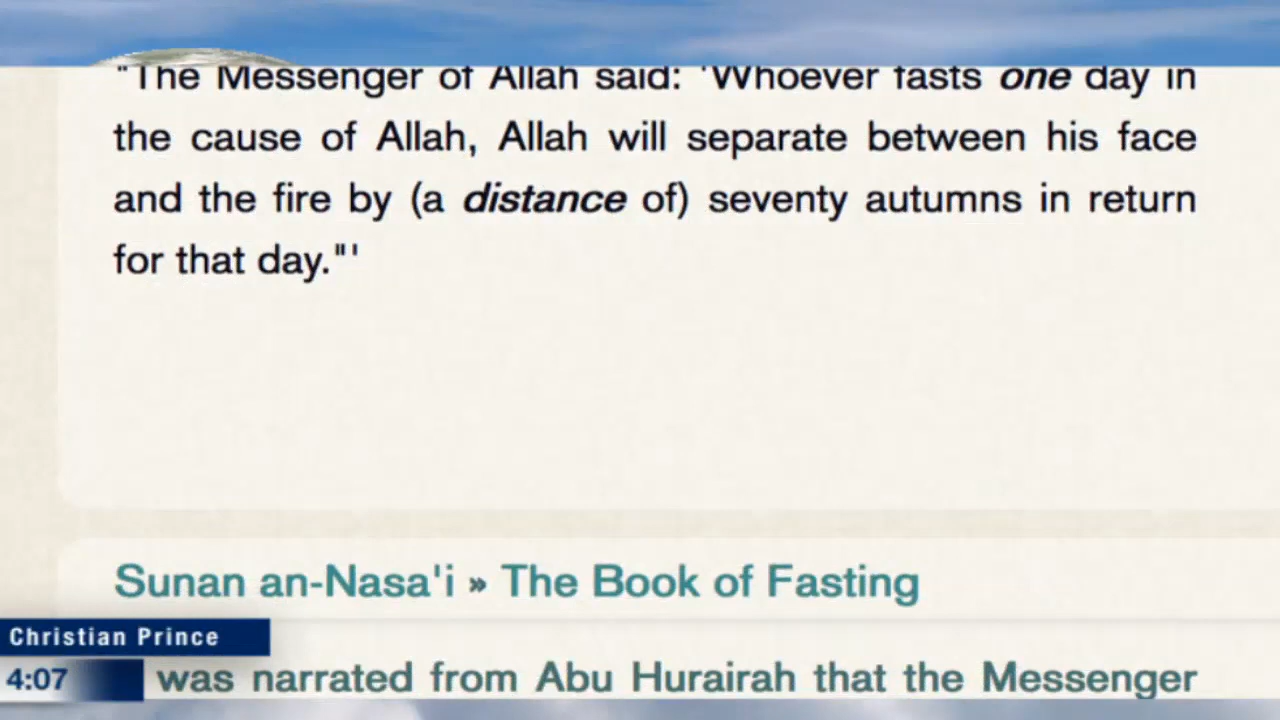 "The Messenger of Allah said: 'Whoever fasts one day in
the cause of Allah, Allah will separate between his face
and the fire by (a distance of) seventy autumns in return
for that day."'
Sunan an-Nasa'i » The Book of Fasting
Christian Prince
4:07
was narrated from Abu Hurairah that the Messenger